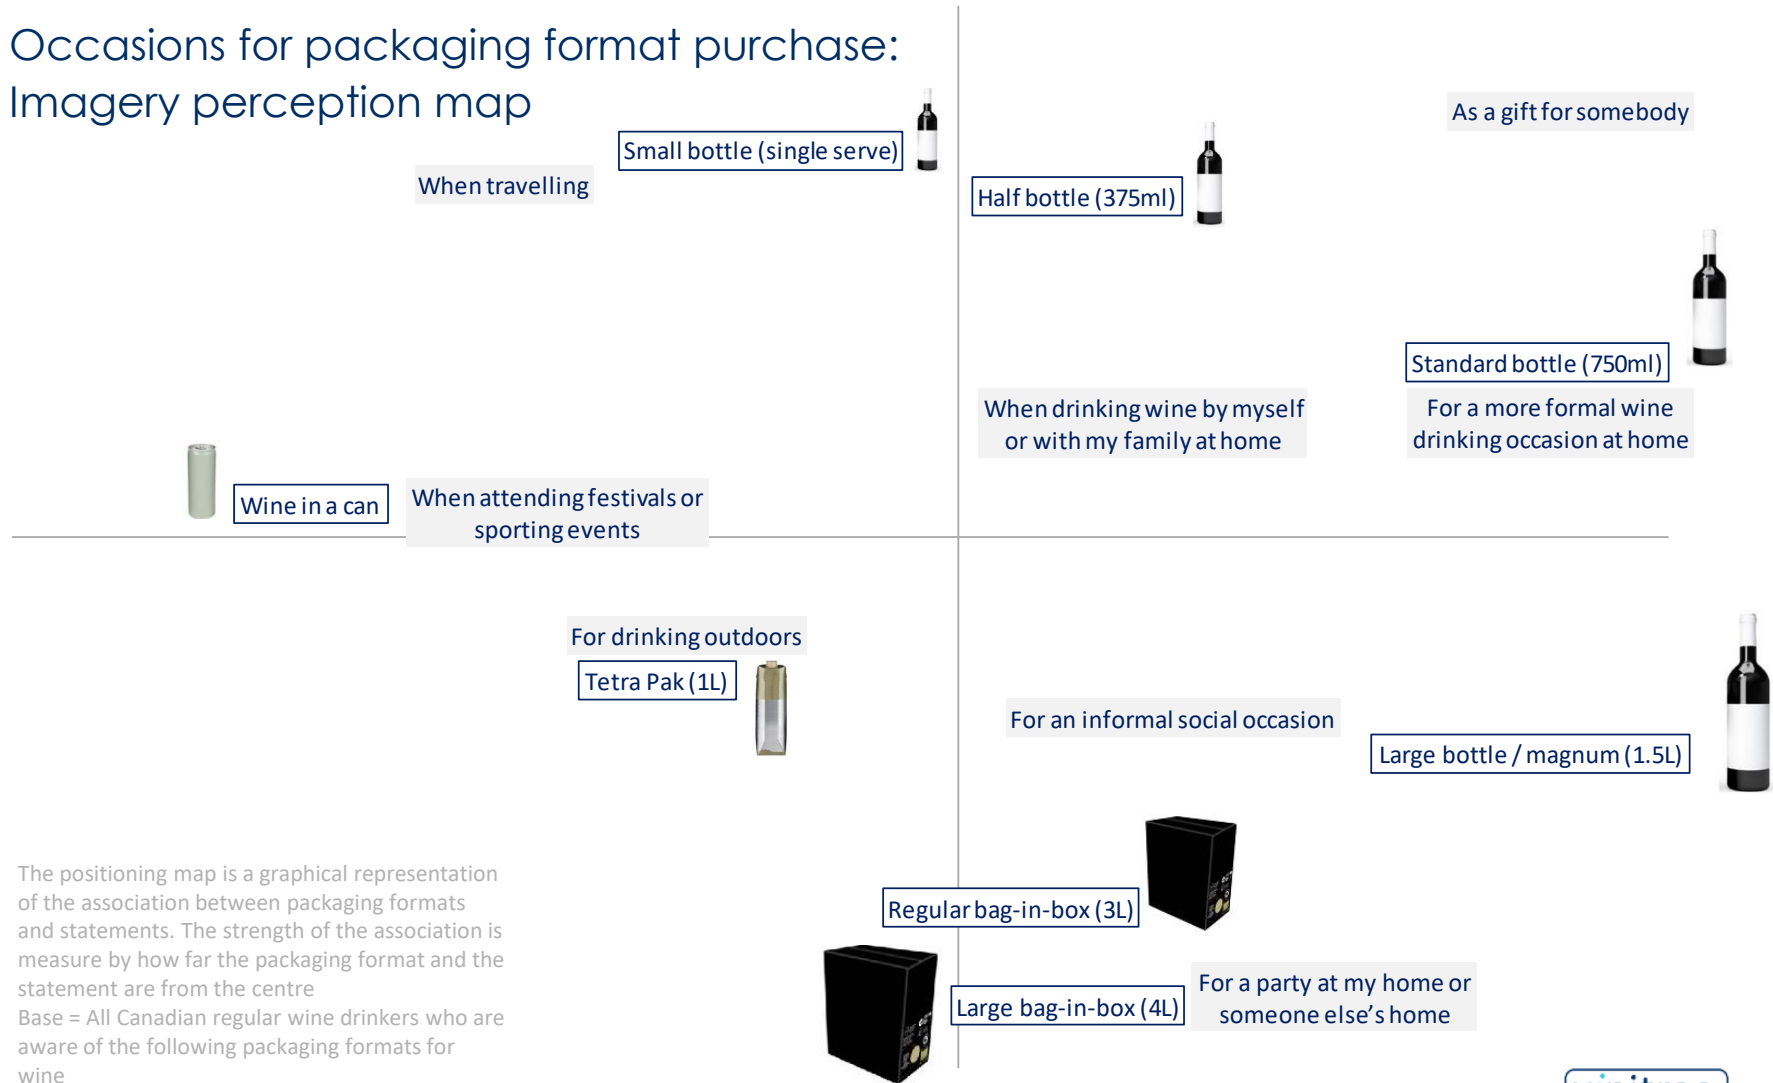 Occasions for packaging format purchase:
Imagery perception map
As a gift for somebody
Small bottle (single serve)
When travelling
Half bottle (375ml)
Standard bottle (750ml)
When drinking wine by myself
or with my family at home
For a more formal wine
drinking occasion at home
Wine in a can
When attending festivals or
sporting events
For drinking outdoors
Tetra Pak (1L)
For an informal social occasion
Large bottle / magnum (1.5L)
Regular bag-in-box (3L)
Large bag-in-box (4L)
For a party at my home or
someone else's home
The positioning map is a graphical representation
of the association between packaging formats
and statements. The strength of the association is
measure by how far the packaging format and the
statement are from the centre
Base = All Canadian regular wine drinkers who are
aware of the following packaging formats for
wine